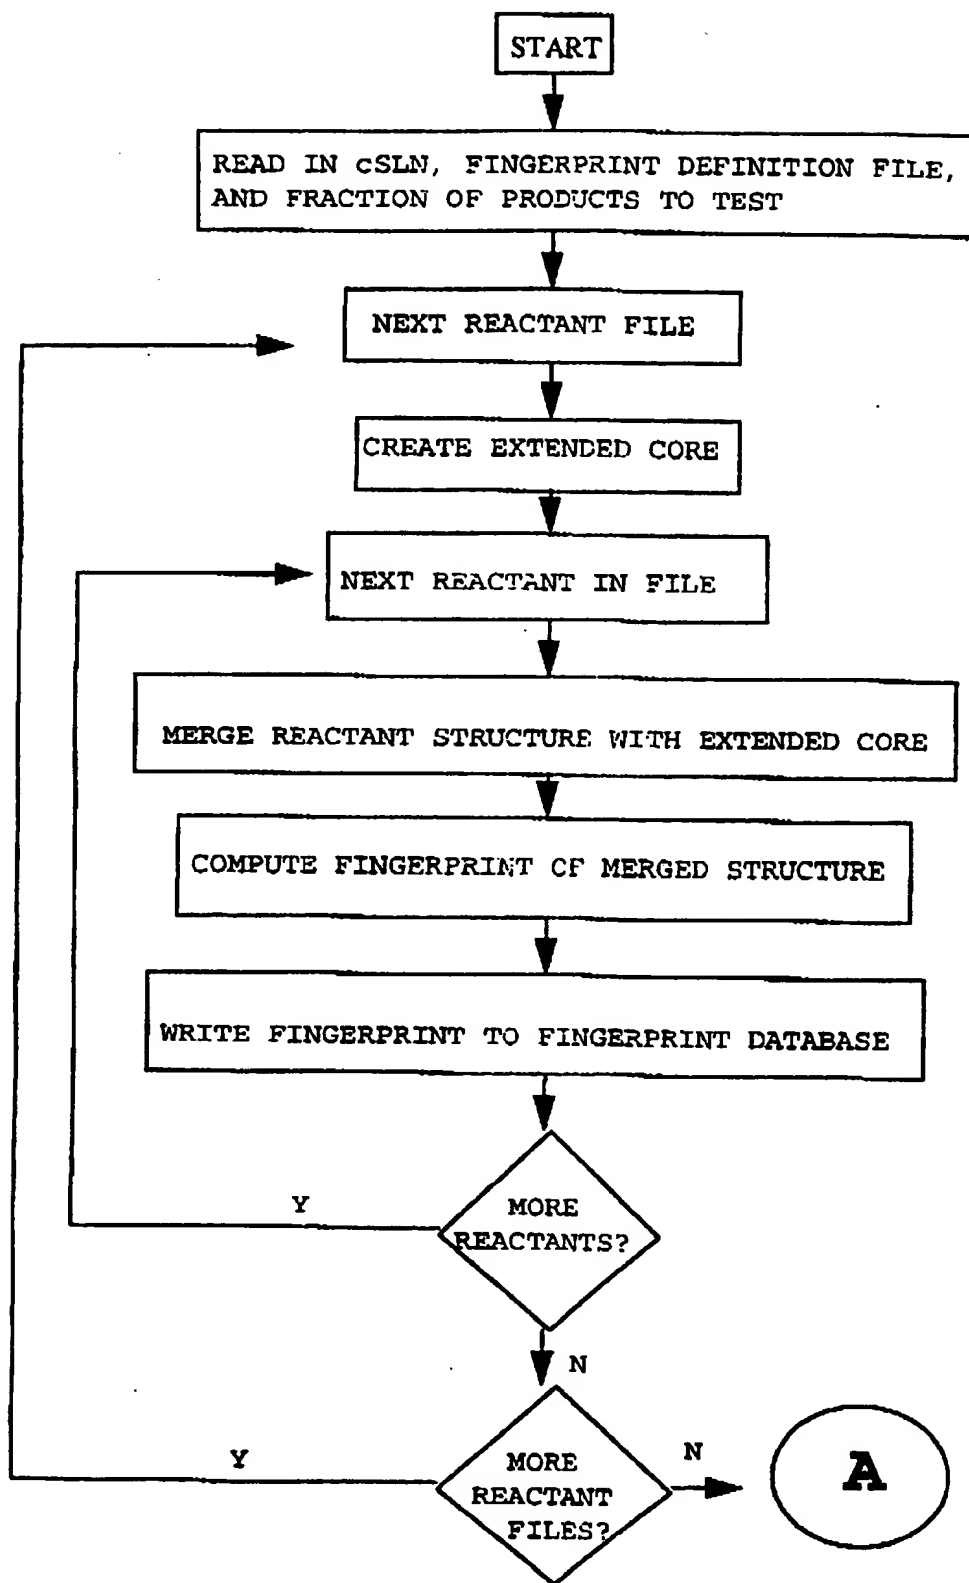 START
READ IN cSLN, FINGERPRINT DEFINITION FILE,
AND FRACTION OF PRODUCTS TO TEST
NEXT REACTANT FILE
CREATE EXTENDED CORE
NEXT REACTANT IN FILE
MERGE REACTANT STRUCTURE WITH EXTENDED CORE
COMPUTE FINGERPRINT OF MERGED STRUCTURE
WRITE FINGERPRINT TO FINGERPRINT DATABASE
Y
MORE
REACTANTS?
N
Y
MORE
REACTANT
FILES?
N
A